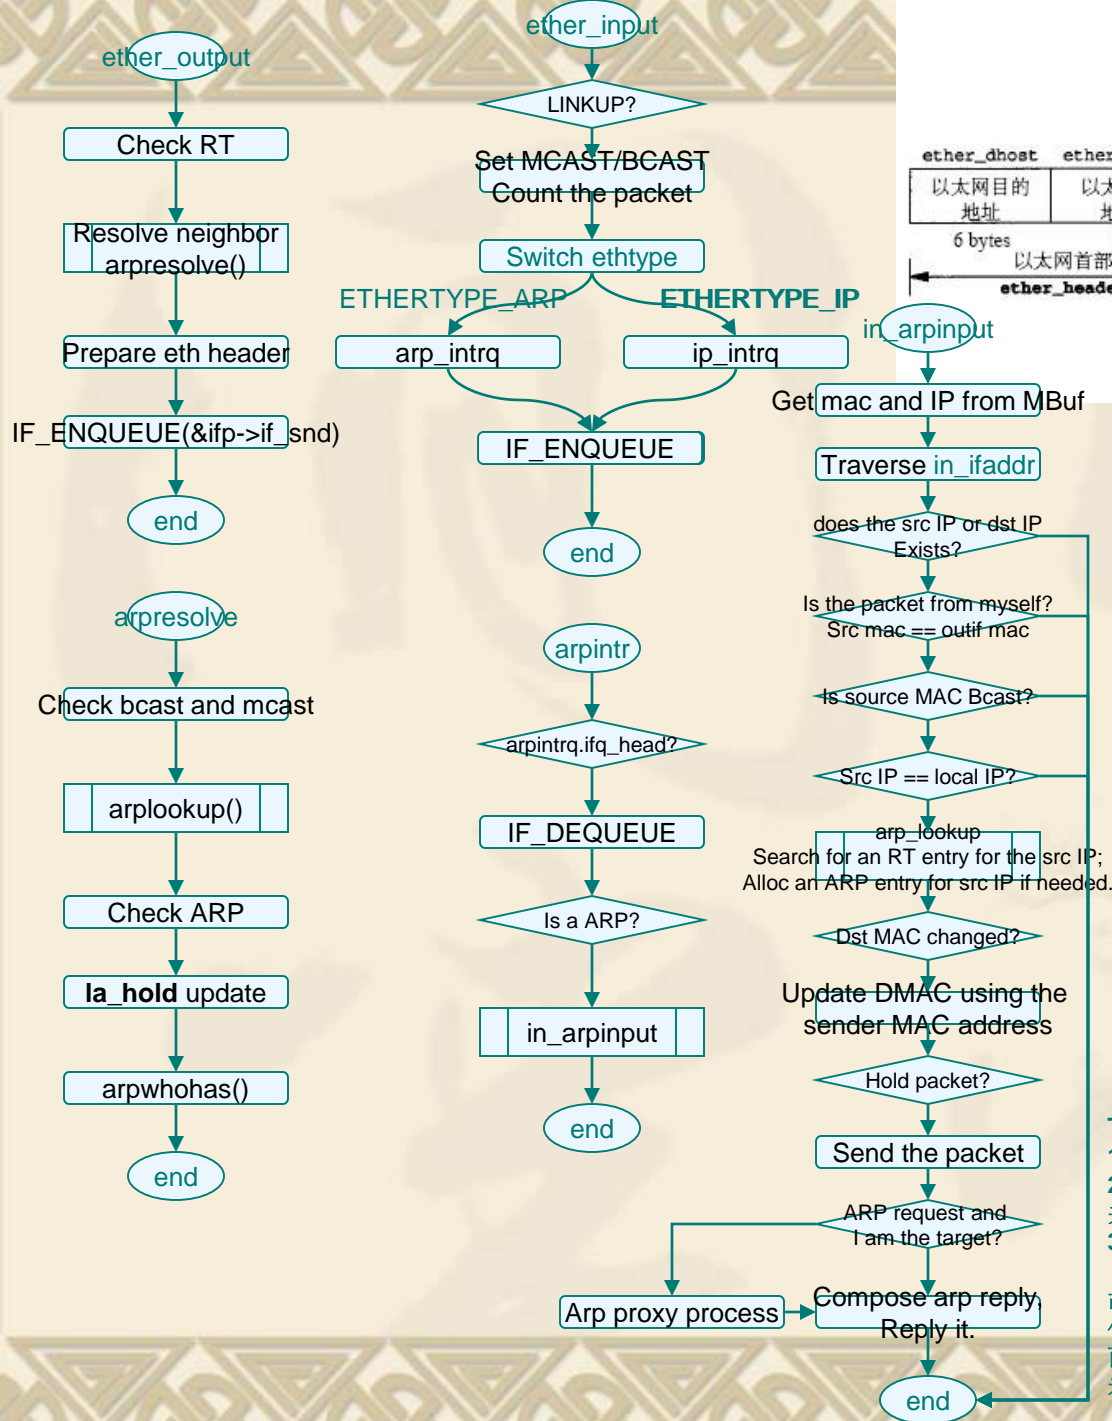 ether_output
Check RT
Resolve neighbor
arpresolve()
Prepare eth header
IF_ENQUEUE(&ifp->if_snd)
end
arpresolve
Check bcast and mcast
arplookup()
Check ARP
la_hold update
arpwhohas()
end
ether_input
LINKUP?
Set MCAST/BCAST
Count the packet
Switch ethtype
ETHERTYPE_ARP
ETHERTYPE_IP
arp_intrq
ip_intrq
IF_ENQUEUE
end
arpintr
arpintrq.ifq_head?
IF_DEQUEUE
Is a ARP?
in_arpinput
end
ether_dhost
以太网目的
地址
6 bytes
以太网首部
in_arpinput
Get mac and IP from MBuf
Traverse in_ifaddr
does the src IP or dst IP
Exists?
Is the packet from myself?
Src mac == outif mac
Is source MAC Bcast?
Src IP == local IP?
arp_lookup
Search for an RT entry for the src IP;
Alloc an ARP entry for src IP if needed.
Dst MAC changed?
Update DMAC using the
sender MAC address
Hold packet?
Send the packet
ARP request and
I am the target?
Arp proxy process
Compose arp reply,
Reply it.
end